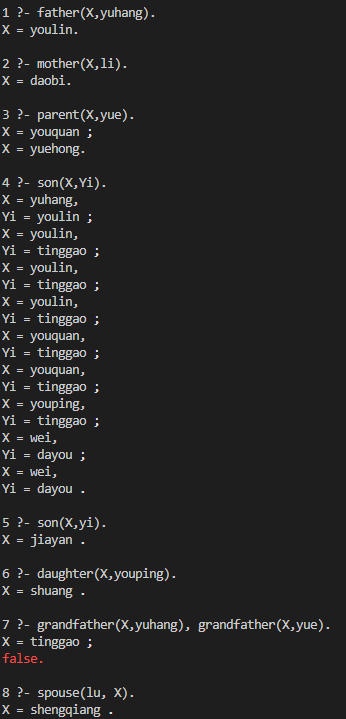 1 ?- father(X,yuhang).
X = youlin.
2 ?- mother(X,li).
X = daobi.
3 ?- parent(X,yue).
X = youquan ;
X = yuehong.
4 ?- son(X,Yi).
X = yuhang,
Yi = youlin ;
X = youlin,
Yi = tinggao ;
X = youlin,
Yi = tinggao ;
X = youlin,
Yi = tinggao ;
X = youquan,
Yi = tinggao ;
X = youquan,
Yi = tinggao ;
X = youping,
Yi = tinggao ;
X = wei,
Yi = dayou ;
X = wei,
Yi = dayou .
5 ?- son(X,yi).
X = jiayan .
6 ?- daughter(X,youping).
X = shuang .
7 ?- grandfather(X,yuhang), grandfather(X,yue).
X = tinggao ;
false.
8 ?- spouse(lu, X).
X = shengqiang .